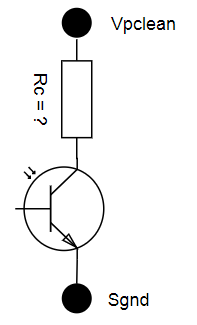 Vpclean
Rc = ?
Sgnd